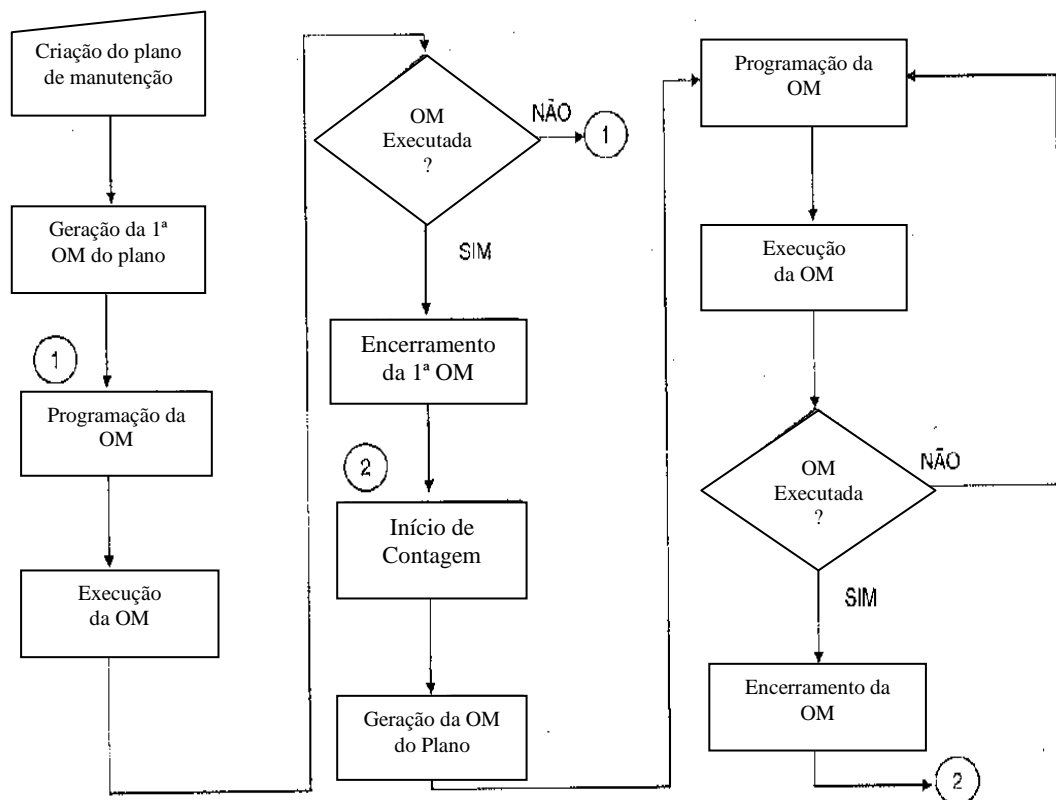 Criação do plano
de manutenção
Geração da 1ª
OM do plano
1
Programação da
OM
Execução
da OM
OM
Executada
?
NÃO
1
SIM
Encerramento
da 1ª OM
2
Início de
Contagem
Geração da OM
do Plano
Programação da
OM
Execução
da OM
OM
Executada
?
NÃO
SIM
Encerramento da
OM
2